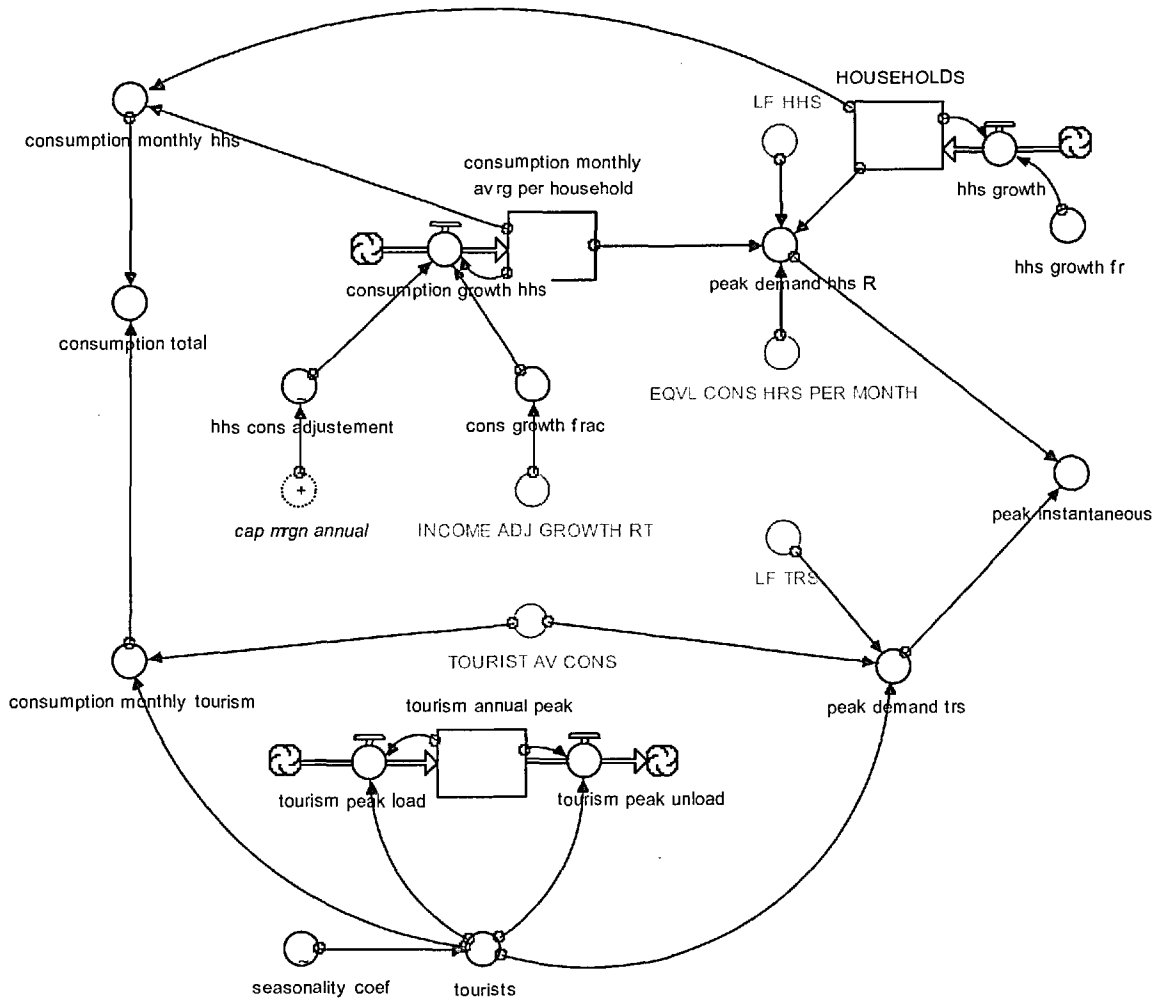 HOUSEHOLDS
LF HHS
consumption monthly hhs
consumption monthly
avrg per household
hhs growth
hhs growth fr
consumption growth hhs
peak demand hhs R
consumption total
EQVL CONS HRS PER MONTH
hhs cons adjustement
cons growth frac
cap mrgn annual
INCOME ADJ GROWTH RT
peak instantaneous
LF TRS
TOURIST AV CONS
consumption monthly tourism
tourism annual peak
peak demand trs
tourism peak load
tourism peak unload
seasonality coef
tourists